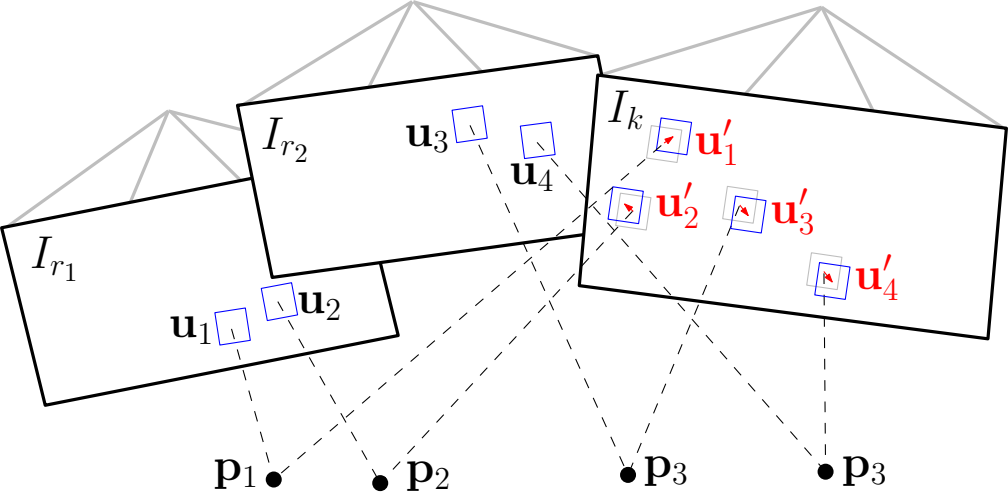 I_{r_2}
I_k
u_3
u_4
u'_1
u'_2
u'_3
I_{r_1}
u_1
u_2
u'_4
p_1
p_2
p_3
p_3